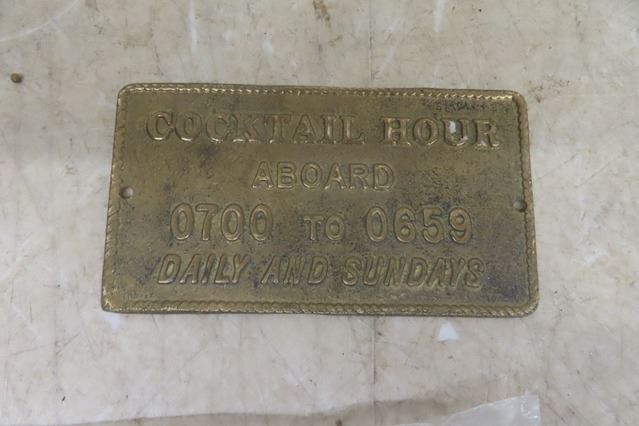 COCKTAIL HOUR
ABOARD
0700 TO 0659
DAILY AND SUNDAYS